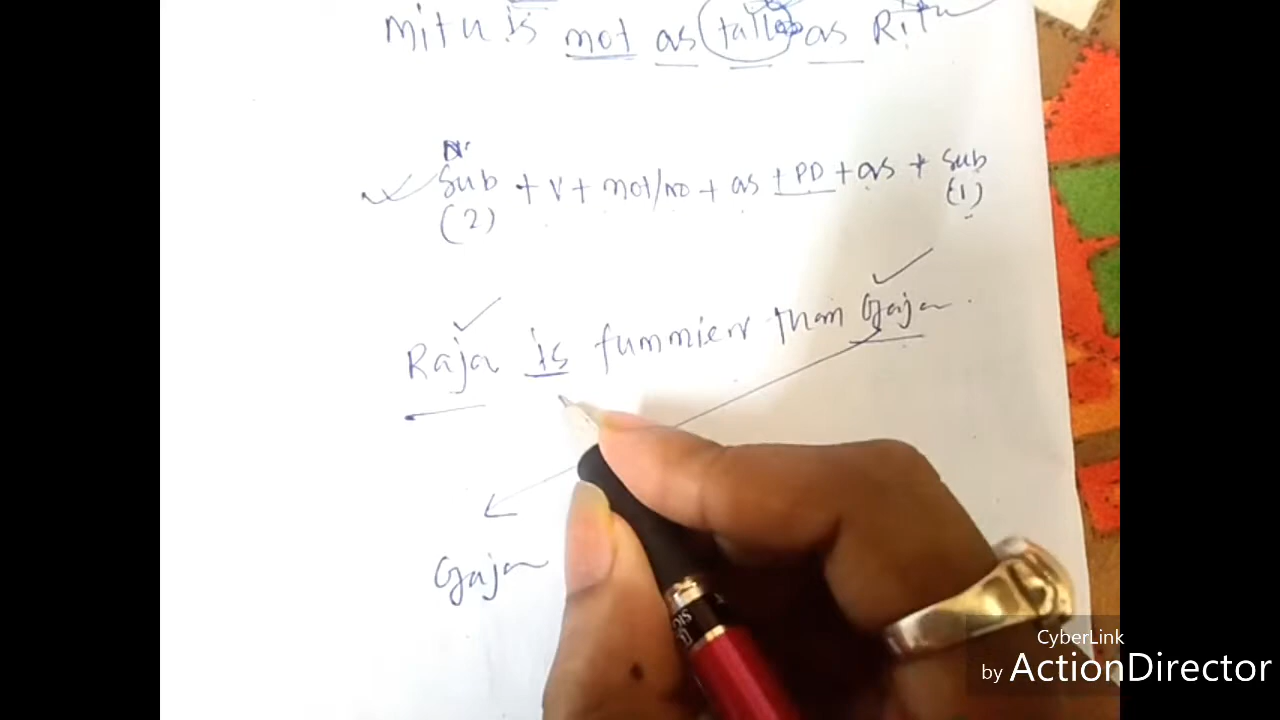 Mitu is not as tall as Ritu
Sub + V + not/no + as + PD + as + Sub
(2) (1)
Raja is funnier than Gaja.
Gaja
CyberLink
by ActionDirector